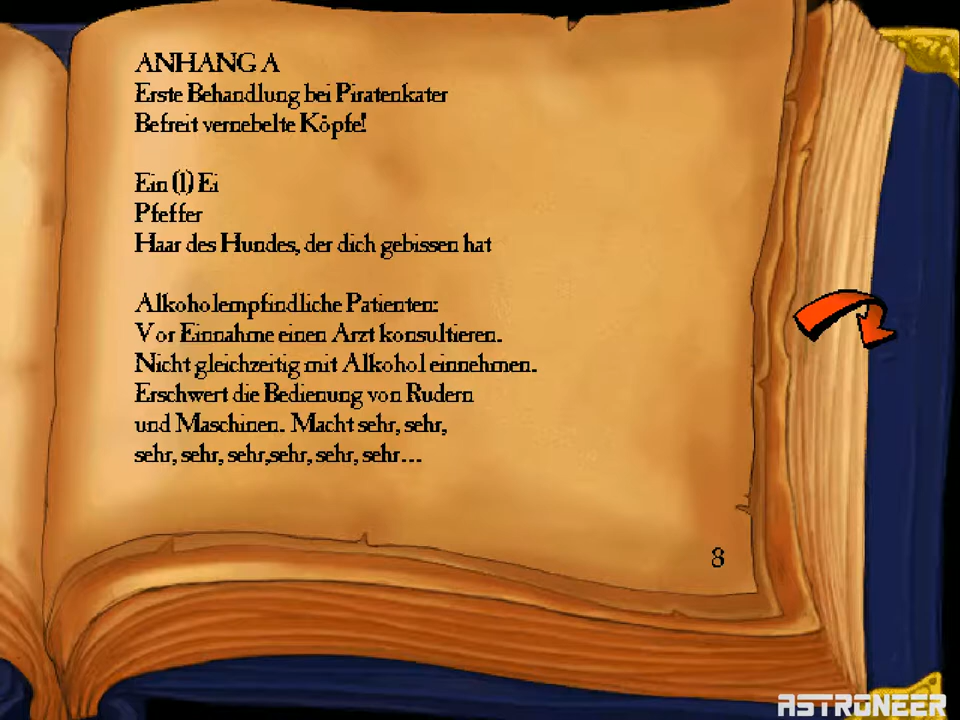 ANHANG A
Erste Behandlung bei Piratenkater
Befreit vernebelte Köpfe!
Ein (1) Ei
Pfeffer
Haar des Hundes, der dich gebissen hat
Alkoholempfindliche Patienten:
Vor Einnahme einen Arzt konsultieren.
Nicht gleichzeitig mit Alkohol einnehmen.
Erschwert die Bedienung von Rudern
und Maschinen. Macht sehr, sehr,
sehr, sehr, sehr,sehr, sehr, sehr...
8
ASTRONEER